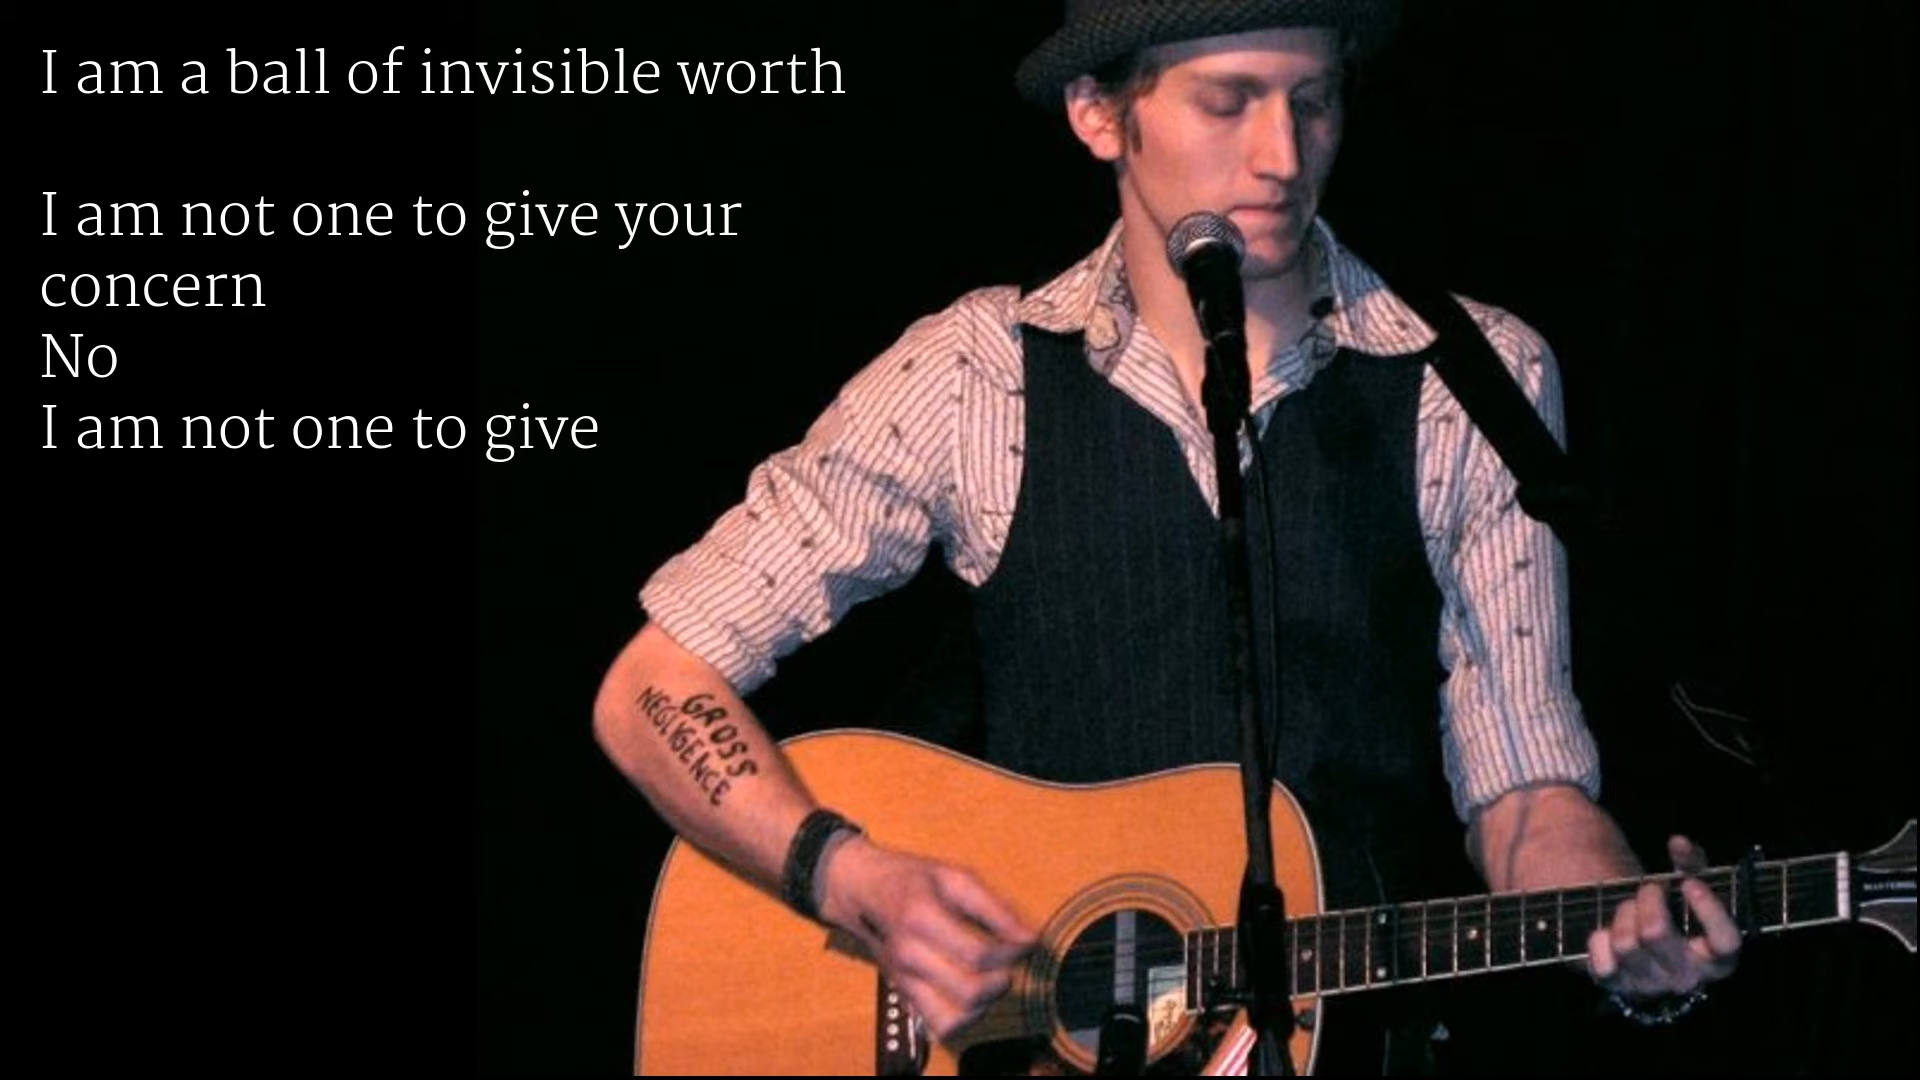 I am a ball of invisible worth
I am not one to give your
concern
No
I am not one to give
GROSS
NEGLIGENCE